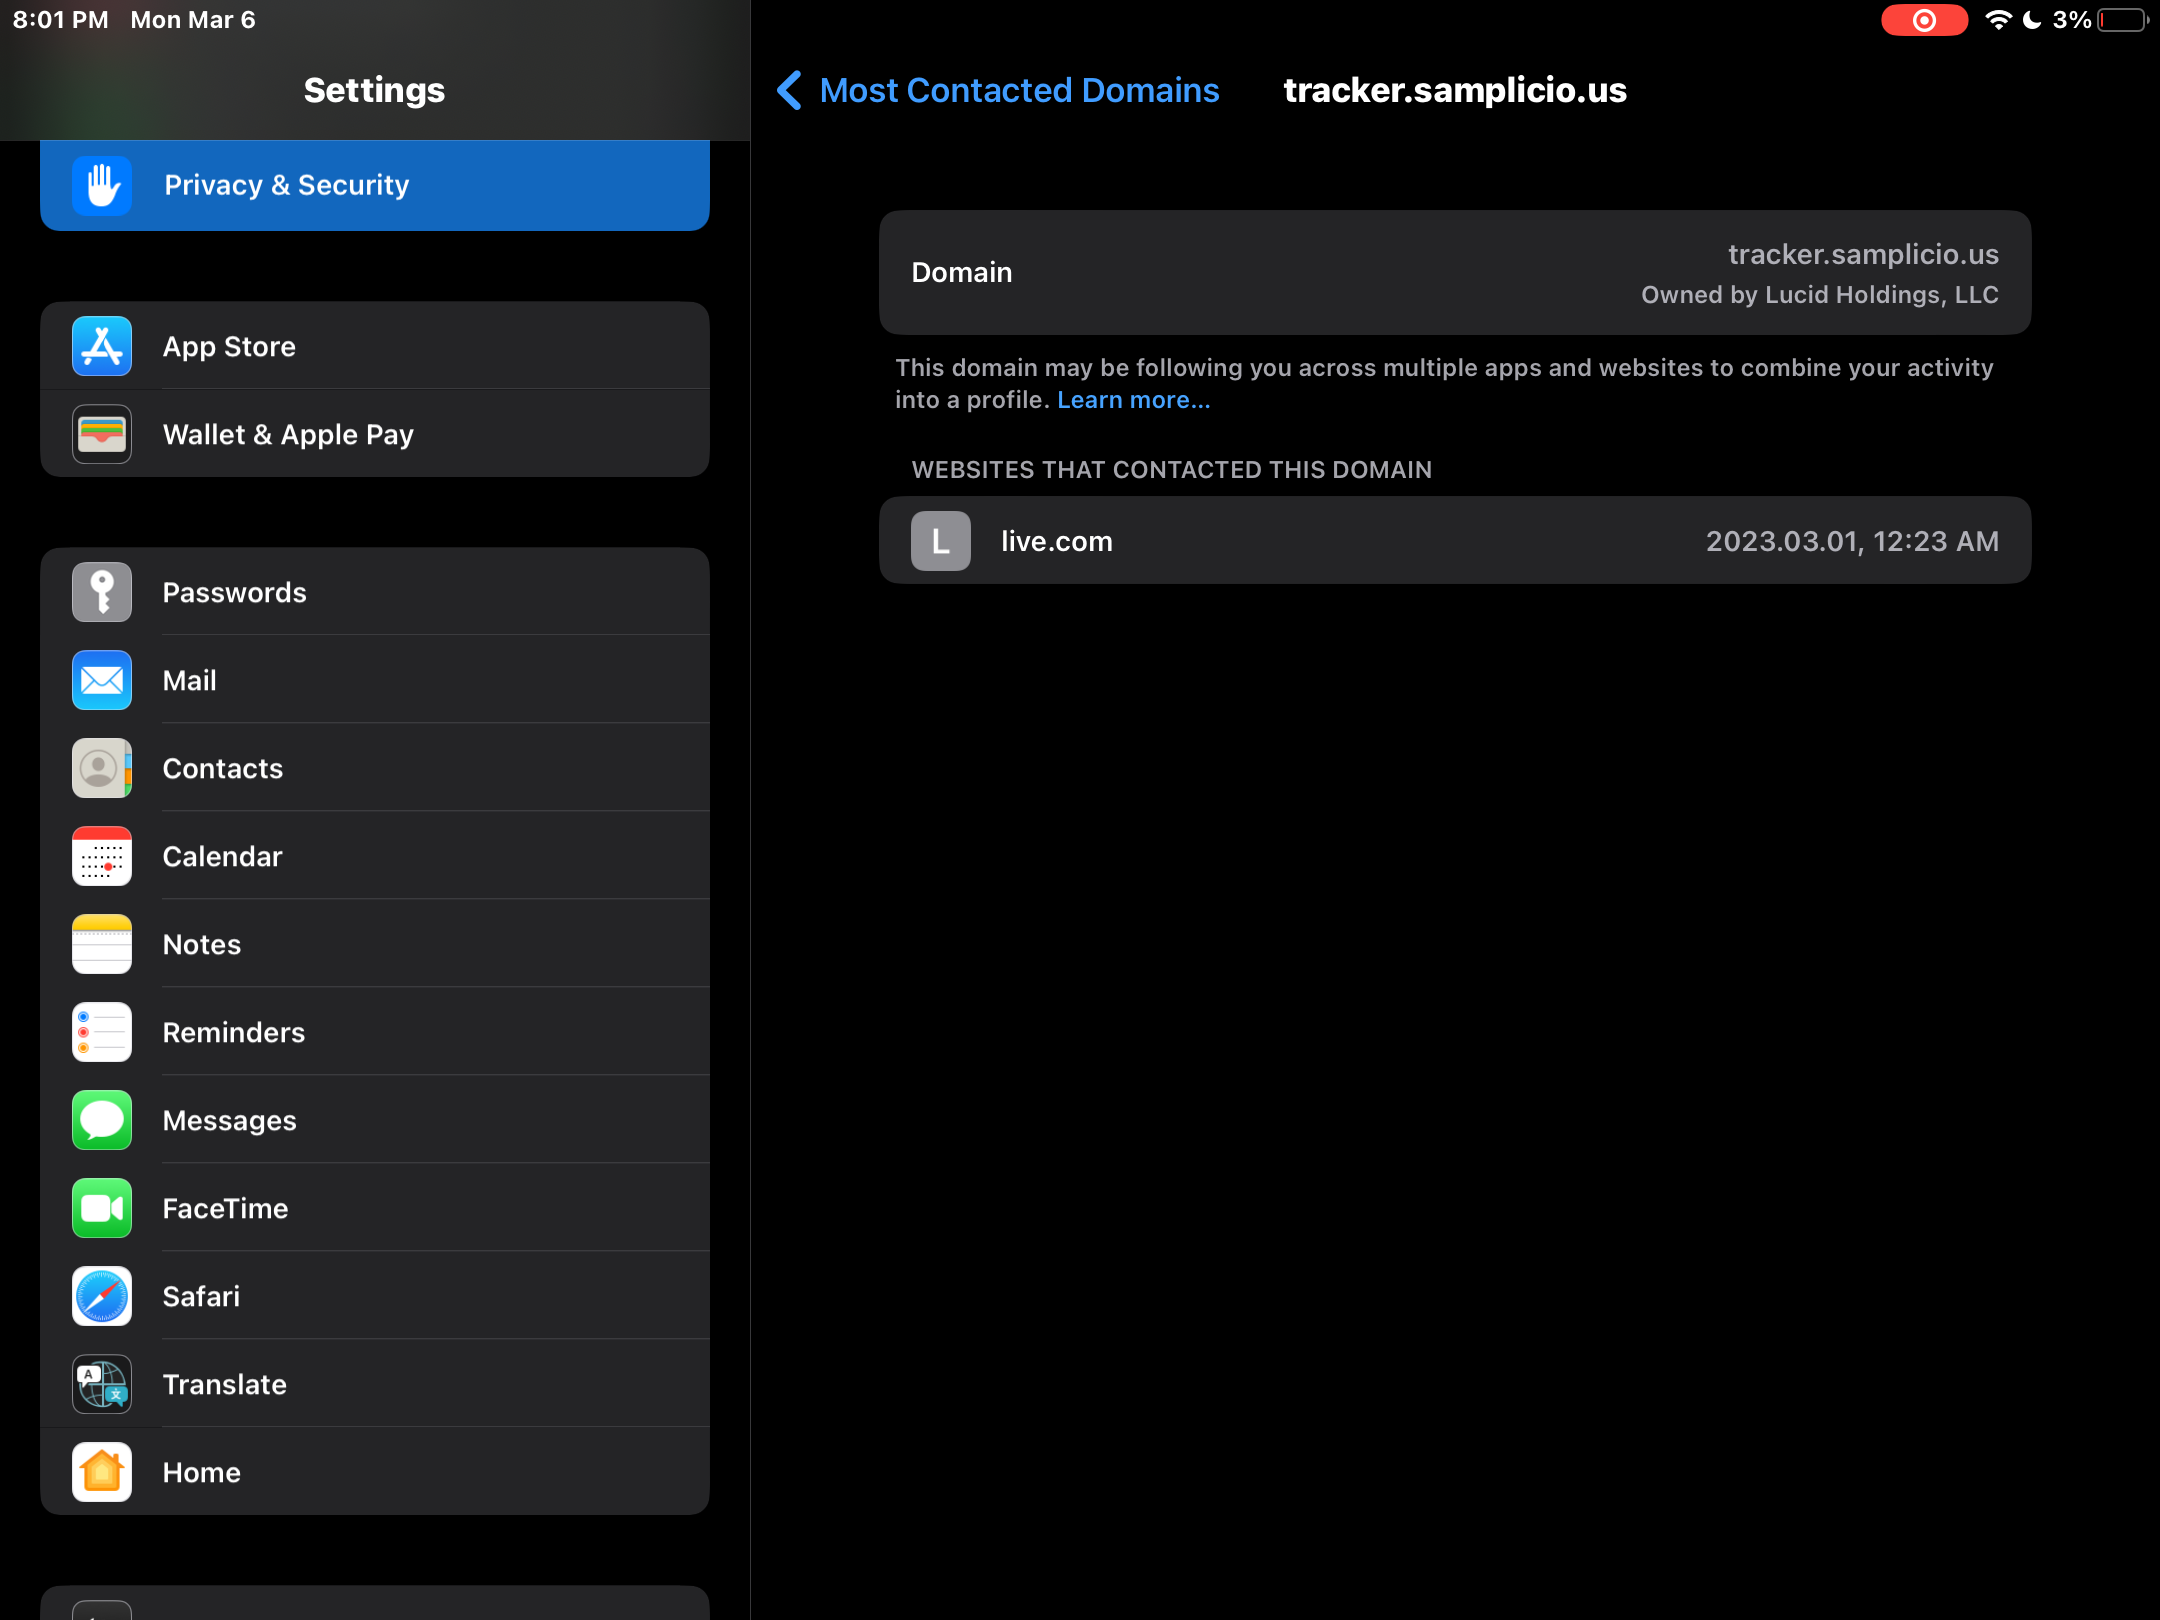 8:01 PM Mon Mar 6
3%
Settings
Privacy & Security
App Store
Wallet & Apple Pay
Passwords
Mail
Contacts
Calendar
Notes
Reminders
Messages
FaceTime
Safari
A
文
Translate
Home
Most Contacted Domains
tracker.samplicio.us
Domain
tracker.samplicio.us
Owned by Lucid Holdings, LLC
This domain may be following you across multiple apps and websites to combine your activity
into a profile. Learn more...
WEBSITES THAT CONTACTED THIS DOMAIN
L live.com 2023.03.01, 12:23 AM